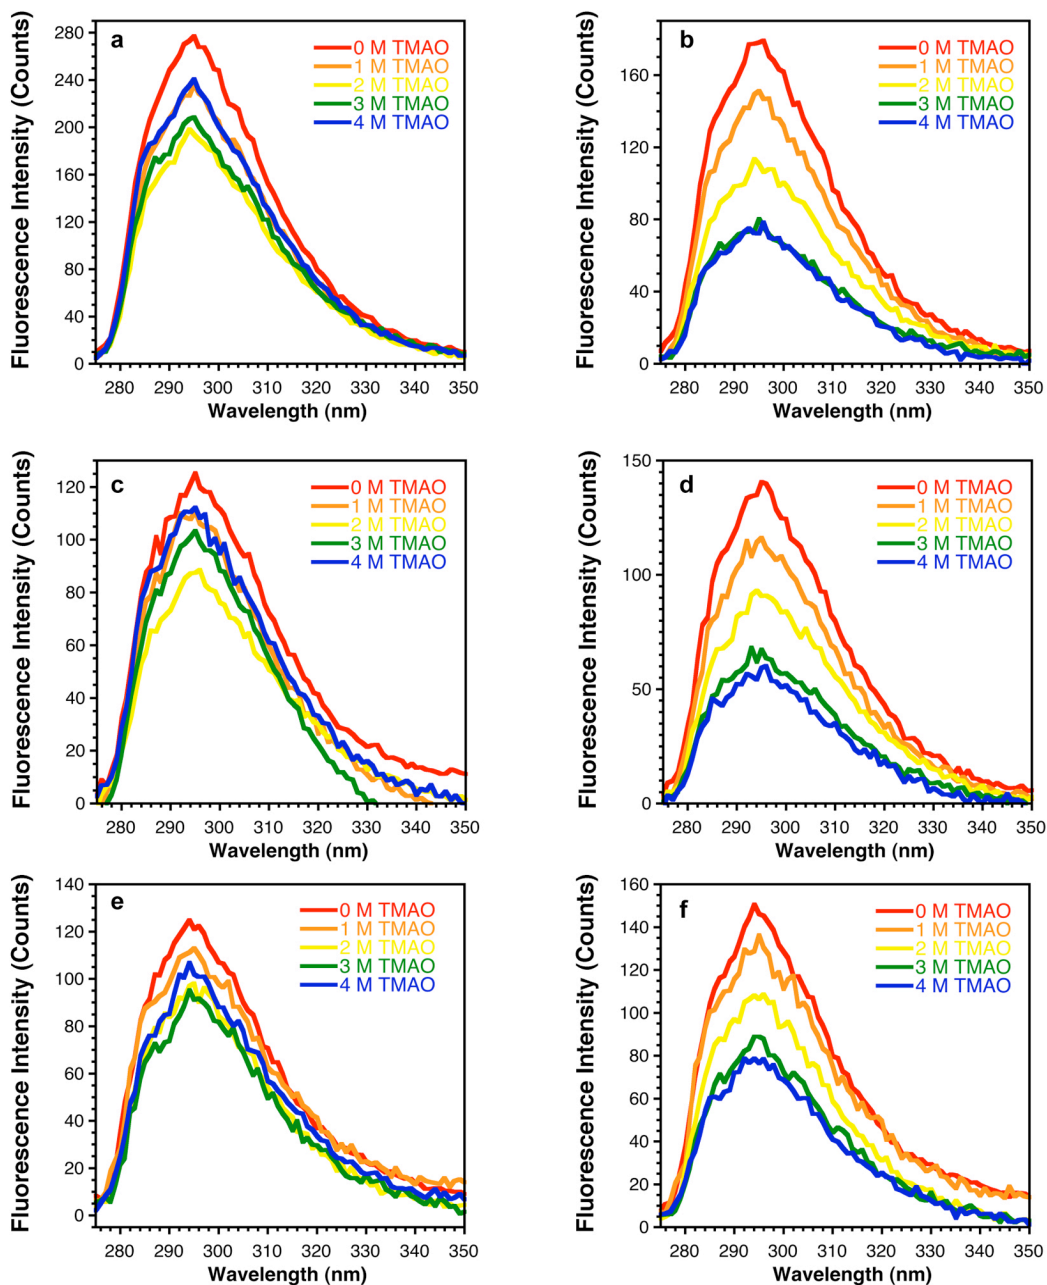 a
0 M TMAO
1 M TMAO
2 M TMAO
3 M TMAO
4 M TMAO
Fluorescence Intensity (Counts)
280
240
200
160
120
80
40
0
280 290 300 310 320 330 340 350
Wavelength (nm)
b
0 M TMAO
1 M TMAO
2 M TMAO
3 M TMAO
4 M TMAO
Fluorescence Intensity (Counts)
160
120
80
40
0
280 290 300 310 320 330 340 350
Wavelength (nm)
c
0 M TMAO
1 M TMAO
2 M TMAO
3 M TMAO
4 M TMAO
Fluorescence Intensity (Counts)
120
100
80
60
40
20
0
280 290 300 310 320 330 340 350
Wavelength (nm)
d
0 M TMAO
1 M TMAO
2 M TMAO
3 M TMAO
4 M TMAO
Fluorescence Intensity (Counts)
150
100
50
0
280 290 300 310 320 330 340 350
Wavelength (nm)
e
0 M TMAO
1 M TMAO
2 M TMAO
3 M TMAO
4 M TMAO
Fluorescence Intensity (Counts)
140
120
100
80
60
40
20
0
280 290 300 310 320 330 340 350
Wavelength (nm)
f
0 M TMAO
1 M TMAO
2 M TMAO
3 M TMAO
4 M TMAO
Fluorescence Intensity (Counts)
160
140
120
100
80
60
40
20
0
280 290 300 310 320 330 340 350
Wavelength (nm)